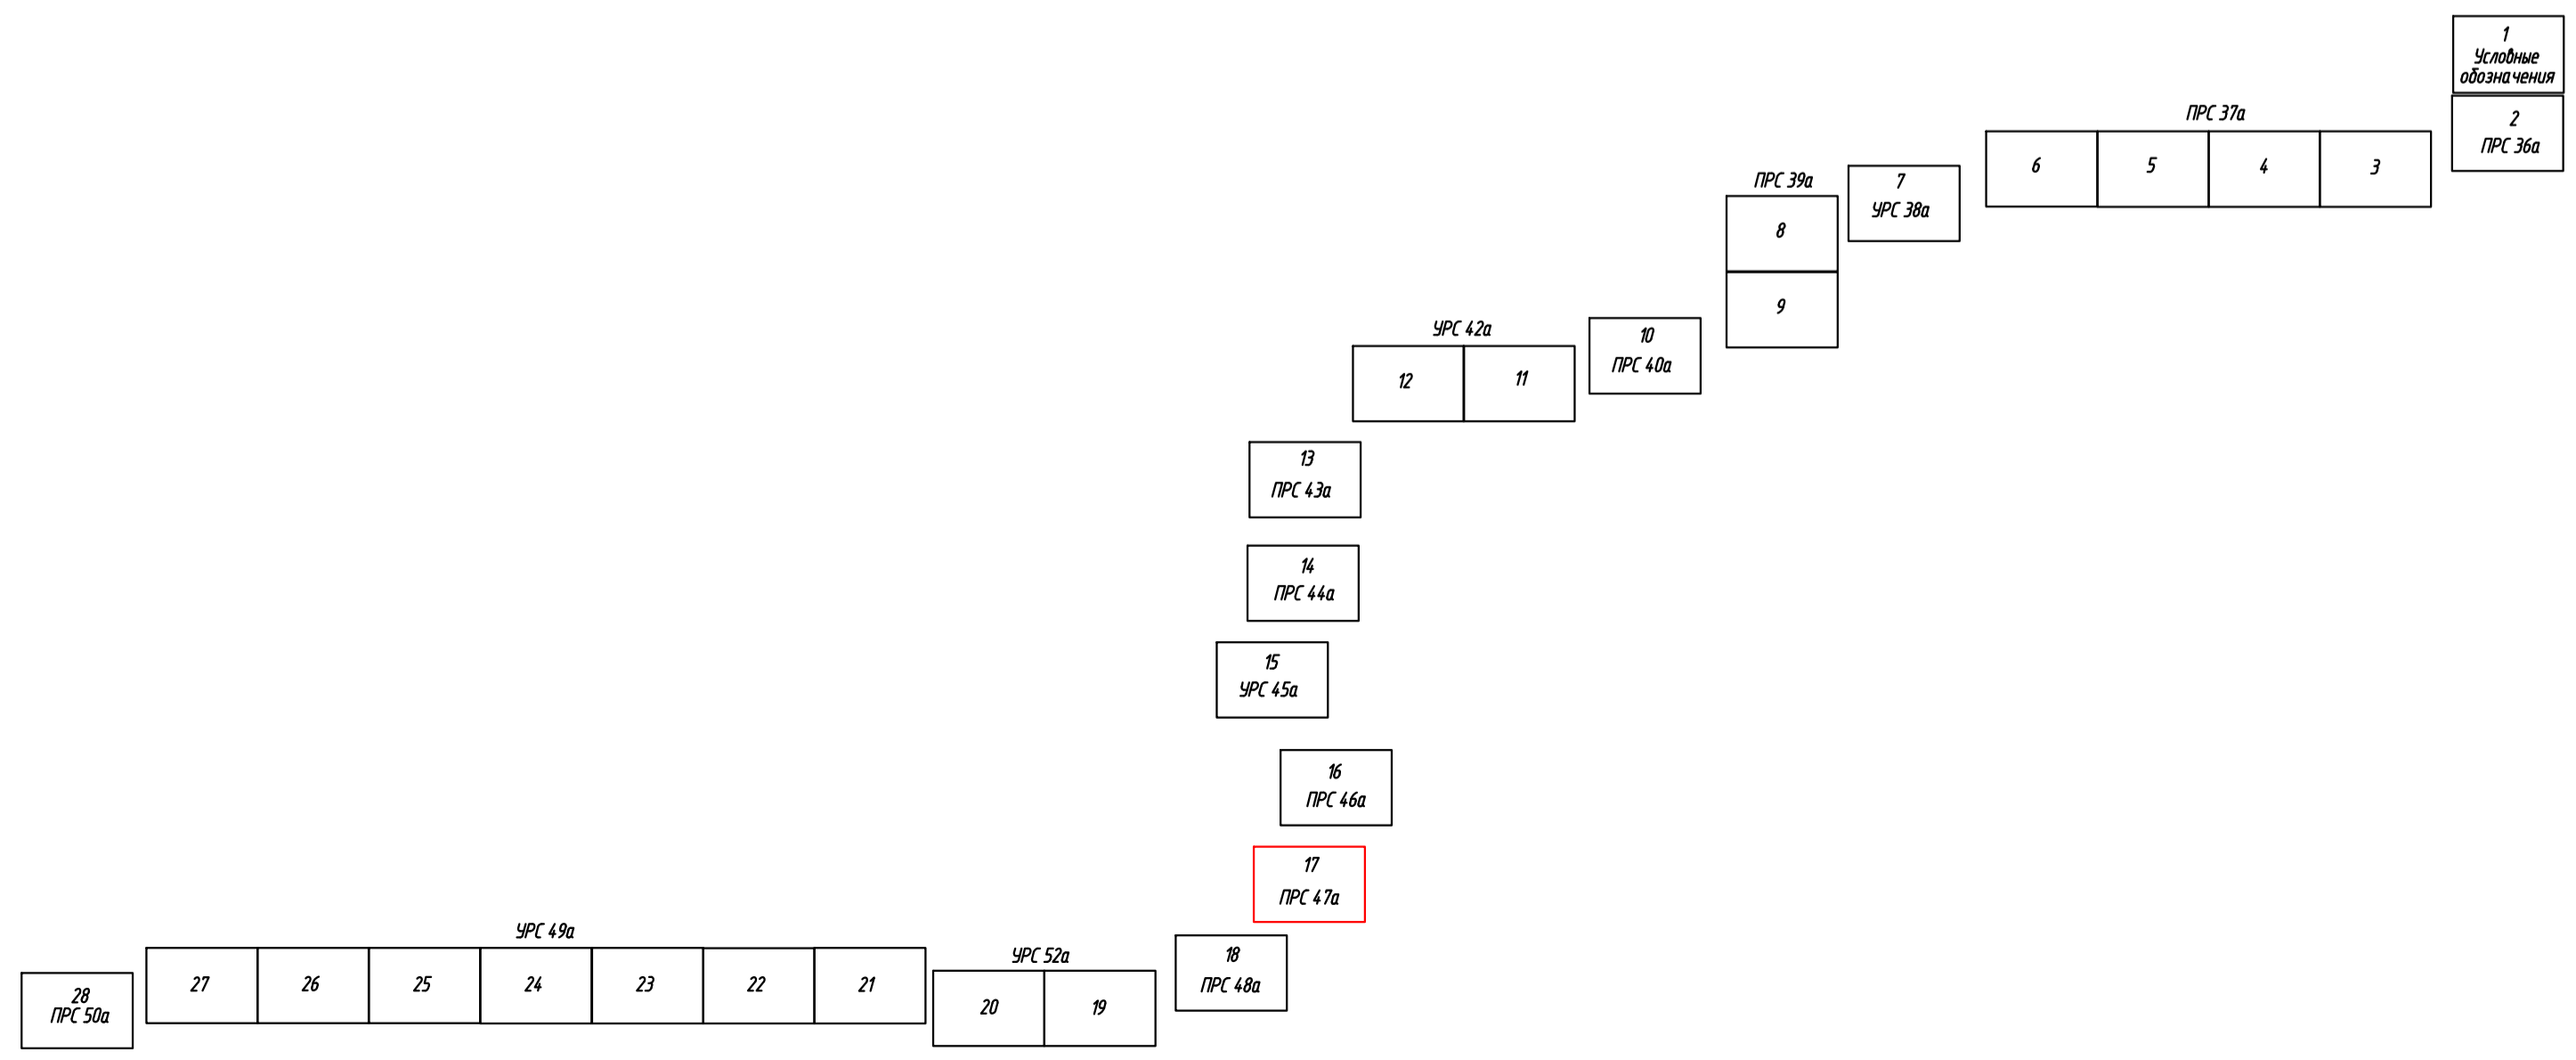 1
Условные
обозначения
2
ПРС 36а
ПРС 37а
6
5
4
3
7
УРС 38а
ПРС 39а
8
9
10
ПРС 40а
УРС 42а
12
11
13
ПРС 43а
14
ПРС 44а
15
УРС 45а
16
ПРС 46а
17
ПРС 47а
18
ПРС 48а
УРС 52а
20
19
УРС 49а
27
26
25
24
23
22
21
28
ПРС 50а